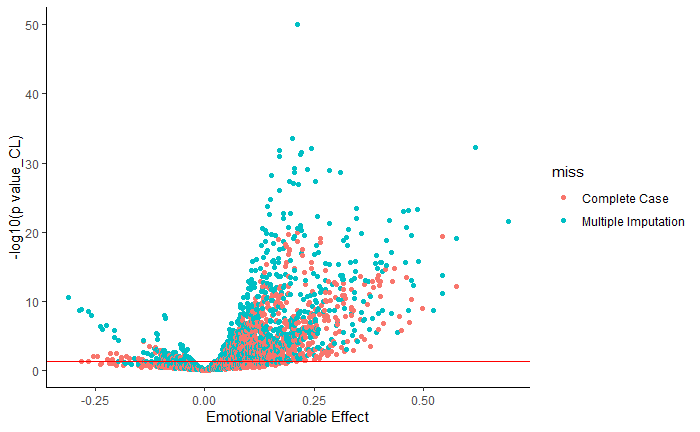 50
40
30
20
10
0
-log10(p value_CL)
-0.25
0.00
0.25
0.50
Emotional Variable Effect
miss
Complete Case
Multiple Imputation